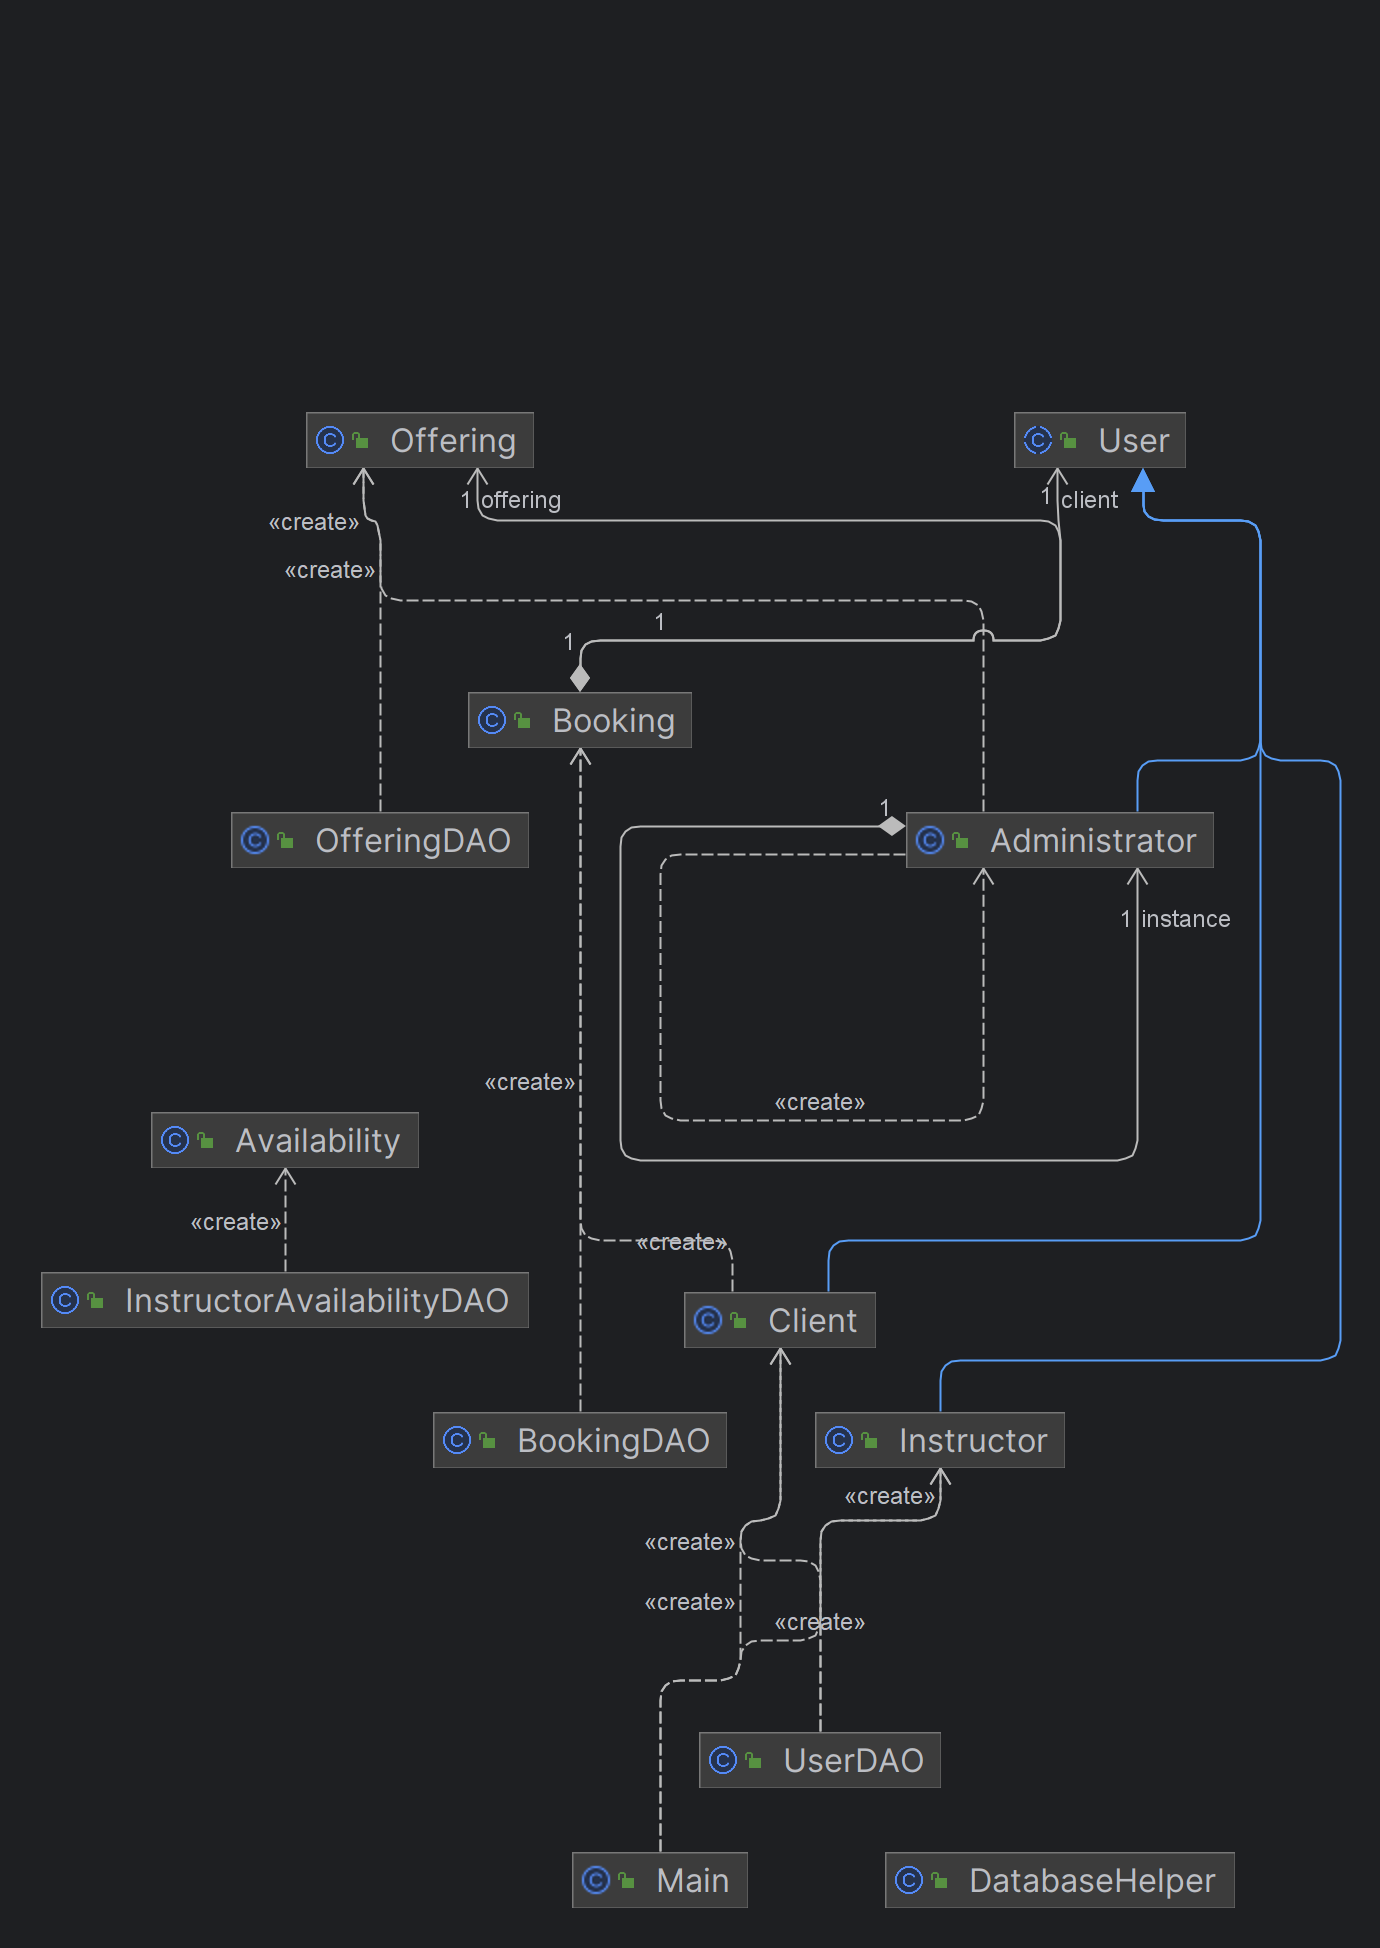 Offering
User
1 offering
1 client
«create»
«create»
1
1
Booking
1
OfferingDAO
Administrator
1 instance
«create»
«create»
Availability
«create»
«create»
InstructorAvailabilityDAO
Client
BookingDAO
Instructor
«create»
«create»
«create»
«create»
UserDAO
Main
DatabaseHelper